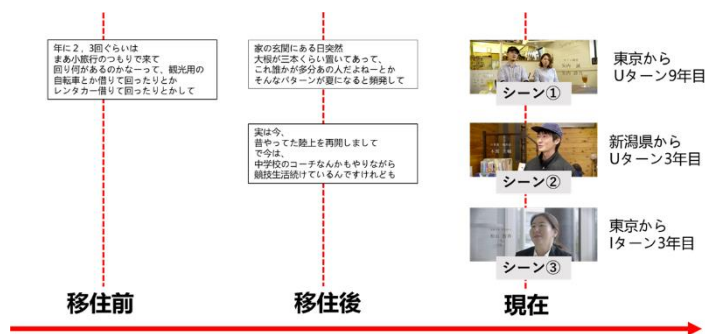 年に２，３回ぐらいは
まあ小旅行のつもりで来て
回り何があるのかなーって、観光用の
自転車とか借りて回ったりとか
レンタカー借りて回ったりとかして
家の玄関にある日突然
大根が三本くらい置いてあって、
これ誰かが多分あの人だよねーとか
そんなパターンが夏になると頻発して
実は今、
昔やってた陸上を再開しまして
で今は、
中学校のコーチなんかもやりながら
競技生活続けているんですけれども
シーン①
東京から
Uターン9年目
シーン②
新潟県から
Uターン3年目
シーン③
東京から
Iターン3年目
移住前
移住後
現在